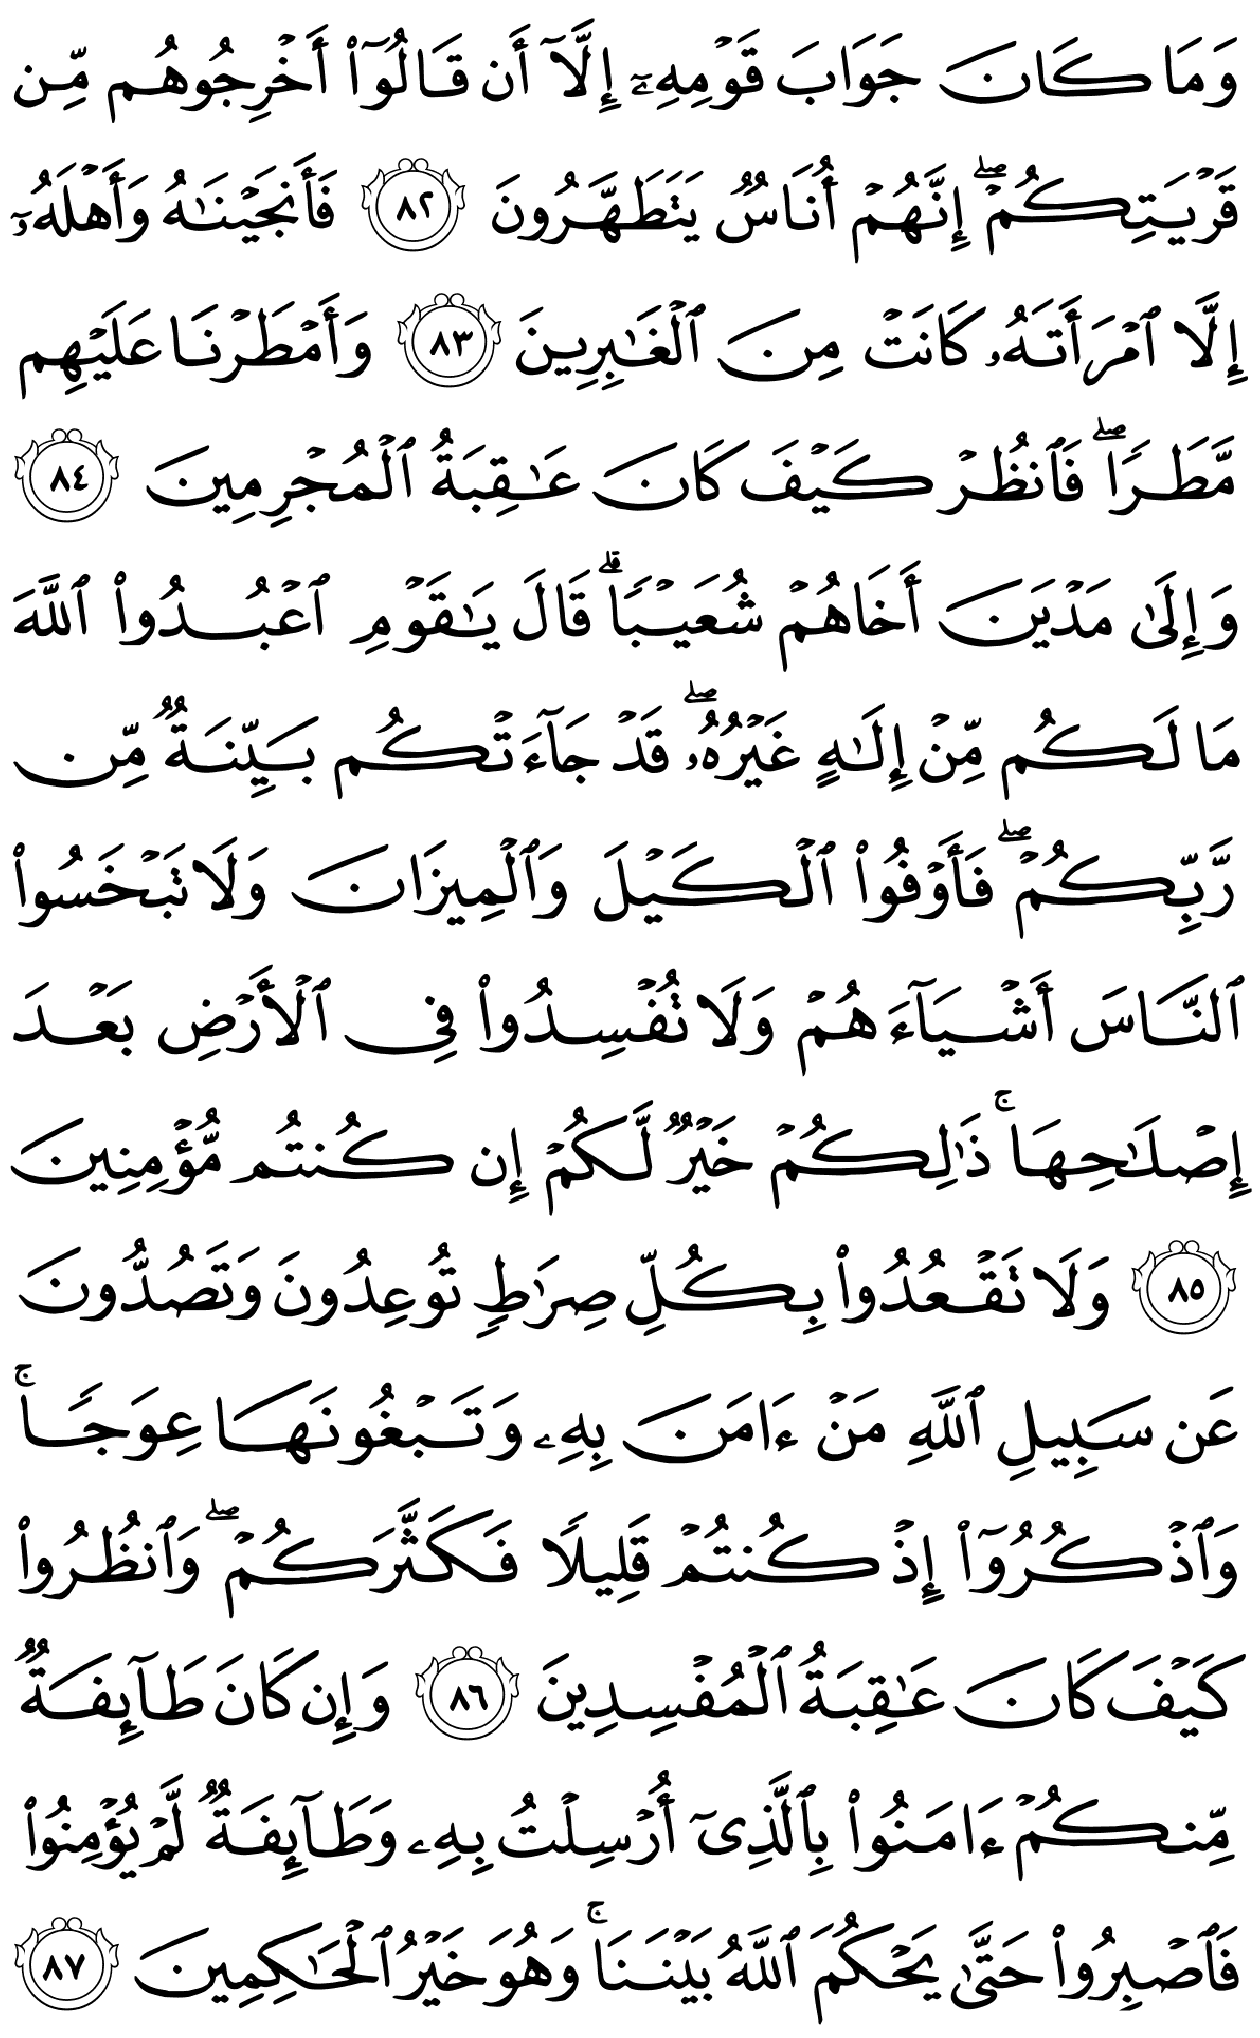 وَمَا كَانَ جَوَابَ قَوْمِهِۦٓ إِلَّآ أَن قَالُوٓا۟ أَخْرِجُوهُم مِّن
قَرْيَتِكُمْ ۖ إِنَّهُمْ أُنَاسٌ يَتَطَهَّرُونَ ٨٢ فَأَنجَيْنَـٰهُ وَأَهْلَهُۥٓ
إِلَّا ٱمْرَأَتَهُۥ كَانَتْ مِنَ ٱلْغَـٰبِرِينَ ٨٣ وَأَمْطَرْنَا عَلَيْهِم
مَّطَرًا ۖ فَٱنظُرْ كَيْفَ كَانَ عَـٰقِبَةُ ٱلْمُجْرِمِينَ ٨٤
وَإِلَىٰ مَدْيَنَ أَخَاهُمْ شُعَيْبًا ۗ قَالَ يَـٰقَوْمِ ٱعْبُدُوا۟ ٱللَّهَ
مَا لَكُم مِّنْ إِلَـٰهٍ غَيْرُهُۥ ۖ قَدْ جَآءَتْكُم بَيِّنَةٌ مِّن
رَّبِّكُمْ ۖ فَأَوْفُوا۟ ٱلْكَيْلَ وَٱلْمِيزَانَ وَلَا تَبْخَسُوا۟
ٱلنَّاسَ أَشْيَآءَهُمْ وَلَا تُفْسِدُوا۟ فِى ٱلْأَرْضِ بَعْدَ
إِصْلَـٰحِهَا ۚ ذَٰلِكُمْ خَيْرٌ لَّكُمْ إِن كُنتُم مُّؤْمِنِينَ
٨٥ وَلَا تَقْعُدُوا۟ بِكُلِّ صِرَٰطٍ تُوعِدُونَ وَتَصُدُّونَ
عَن سَبِيلِ ٱللَّهِ مَنْ ءَامَنَ بِهِۦ وَتَبْغُونَهَا عِوَجًا ۚ
وَٱذْكُرُوٓا۟ إِذْ كُنتُمْ قَلِيلًا فَكَثَّرَكُمْ ۖ وَٱنظُرُوا۟
كَيْفَ كَانَ عَـٰقِبَةُ ٱلْمُفْسِدِينَ ٨٦ وَإِن كَانَ طَآئِفَةٌ
مِّنكُمْ ءَامَنُوا۟ بِٱلَّذِىٓ أُرْسِلْتُ بِهِۦ وَطَآئِفَةٌ لَّمْ يُؤْمِنُوا۟
فَٱصْبِرُوا۟ حَتَّىٰ يَحْكُمَ ٱللَّهُ بَيْنَنَا ۚ وَهُوَ خَيْرُ ٱلْحَـٰكِمِينَ ٨٧